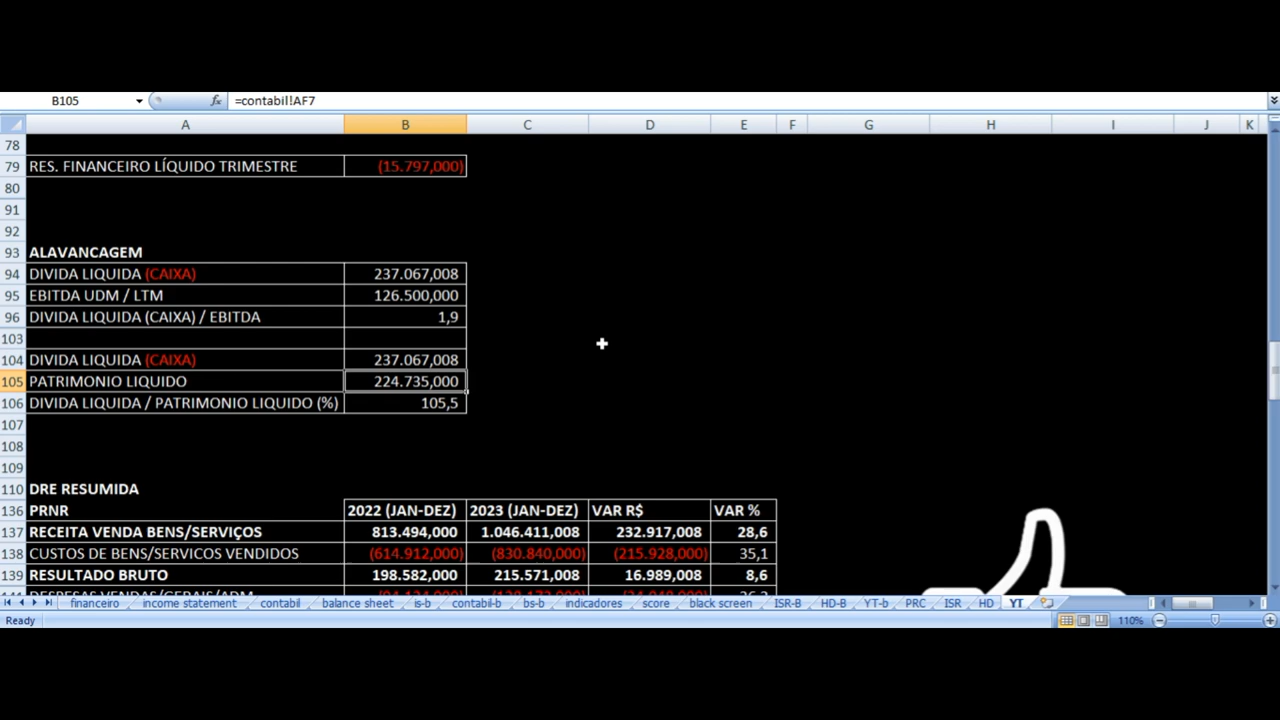 B105 fx =contabil!AF7
A B C D E F G H I J K
78
79 RES. FINANCEIRO LÍQUIDO TRIMESTRE (15.797,000)
80
91
92
93 ALAVANCAGEM
94 DIVIDA LIQUIDA (CAIXA) 237.067,008
95 EBITDA UDM / LTM 126.500,000
96 DIVIDA LIQUIDA (CAIXA) / EBITDA 1,9
103
104 DIVIDA LIQUIDA (CAIXA) 237.067,008
105 PATRIMONIO LIQUIDO 224.735,000
106 DIVIDA LIQUIDA / PATRIMONIO LIQUIDO (%) 105,5
107
108
109
110 DRE RESUMIDA
136 PRNR 2022 (JAN-DEZ) 2023 (JAN-DEZ) VAR R$ VAR %
137 RECEITA VENDA BENS/SERVIÇOS 813.494,000 1.046.411,008 232.917,008 28,6
138 CUSTOS DE BENS/SERVICOS VENDIDOS (614.912,000) (830.840,000) (215.928,000) 35,1
139 RESULTADO BRUTO 198.582,000 215.571,008 16.989,008 8,6
financeiro income statement contabil balance sheet is-b contabil-b bs-b indicadores score black screen ISR-B HD-B YT-b PRC ISR HD YT
Ready 110%